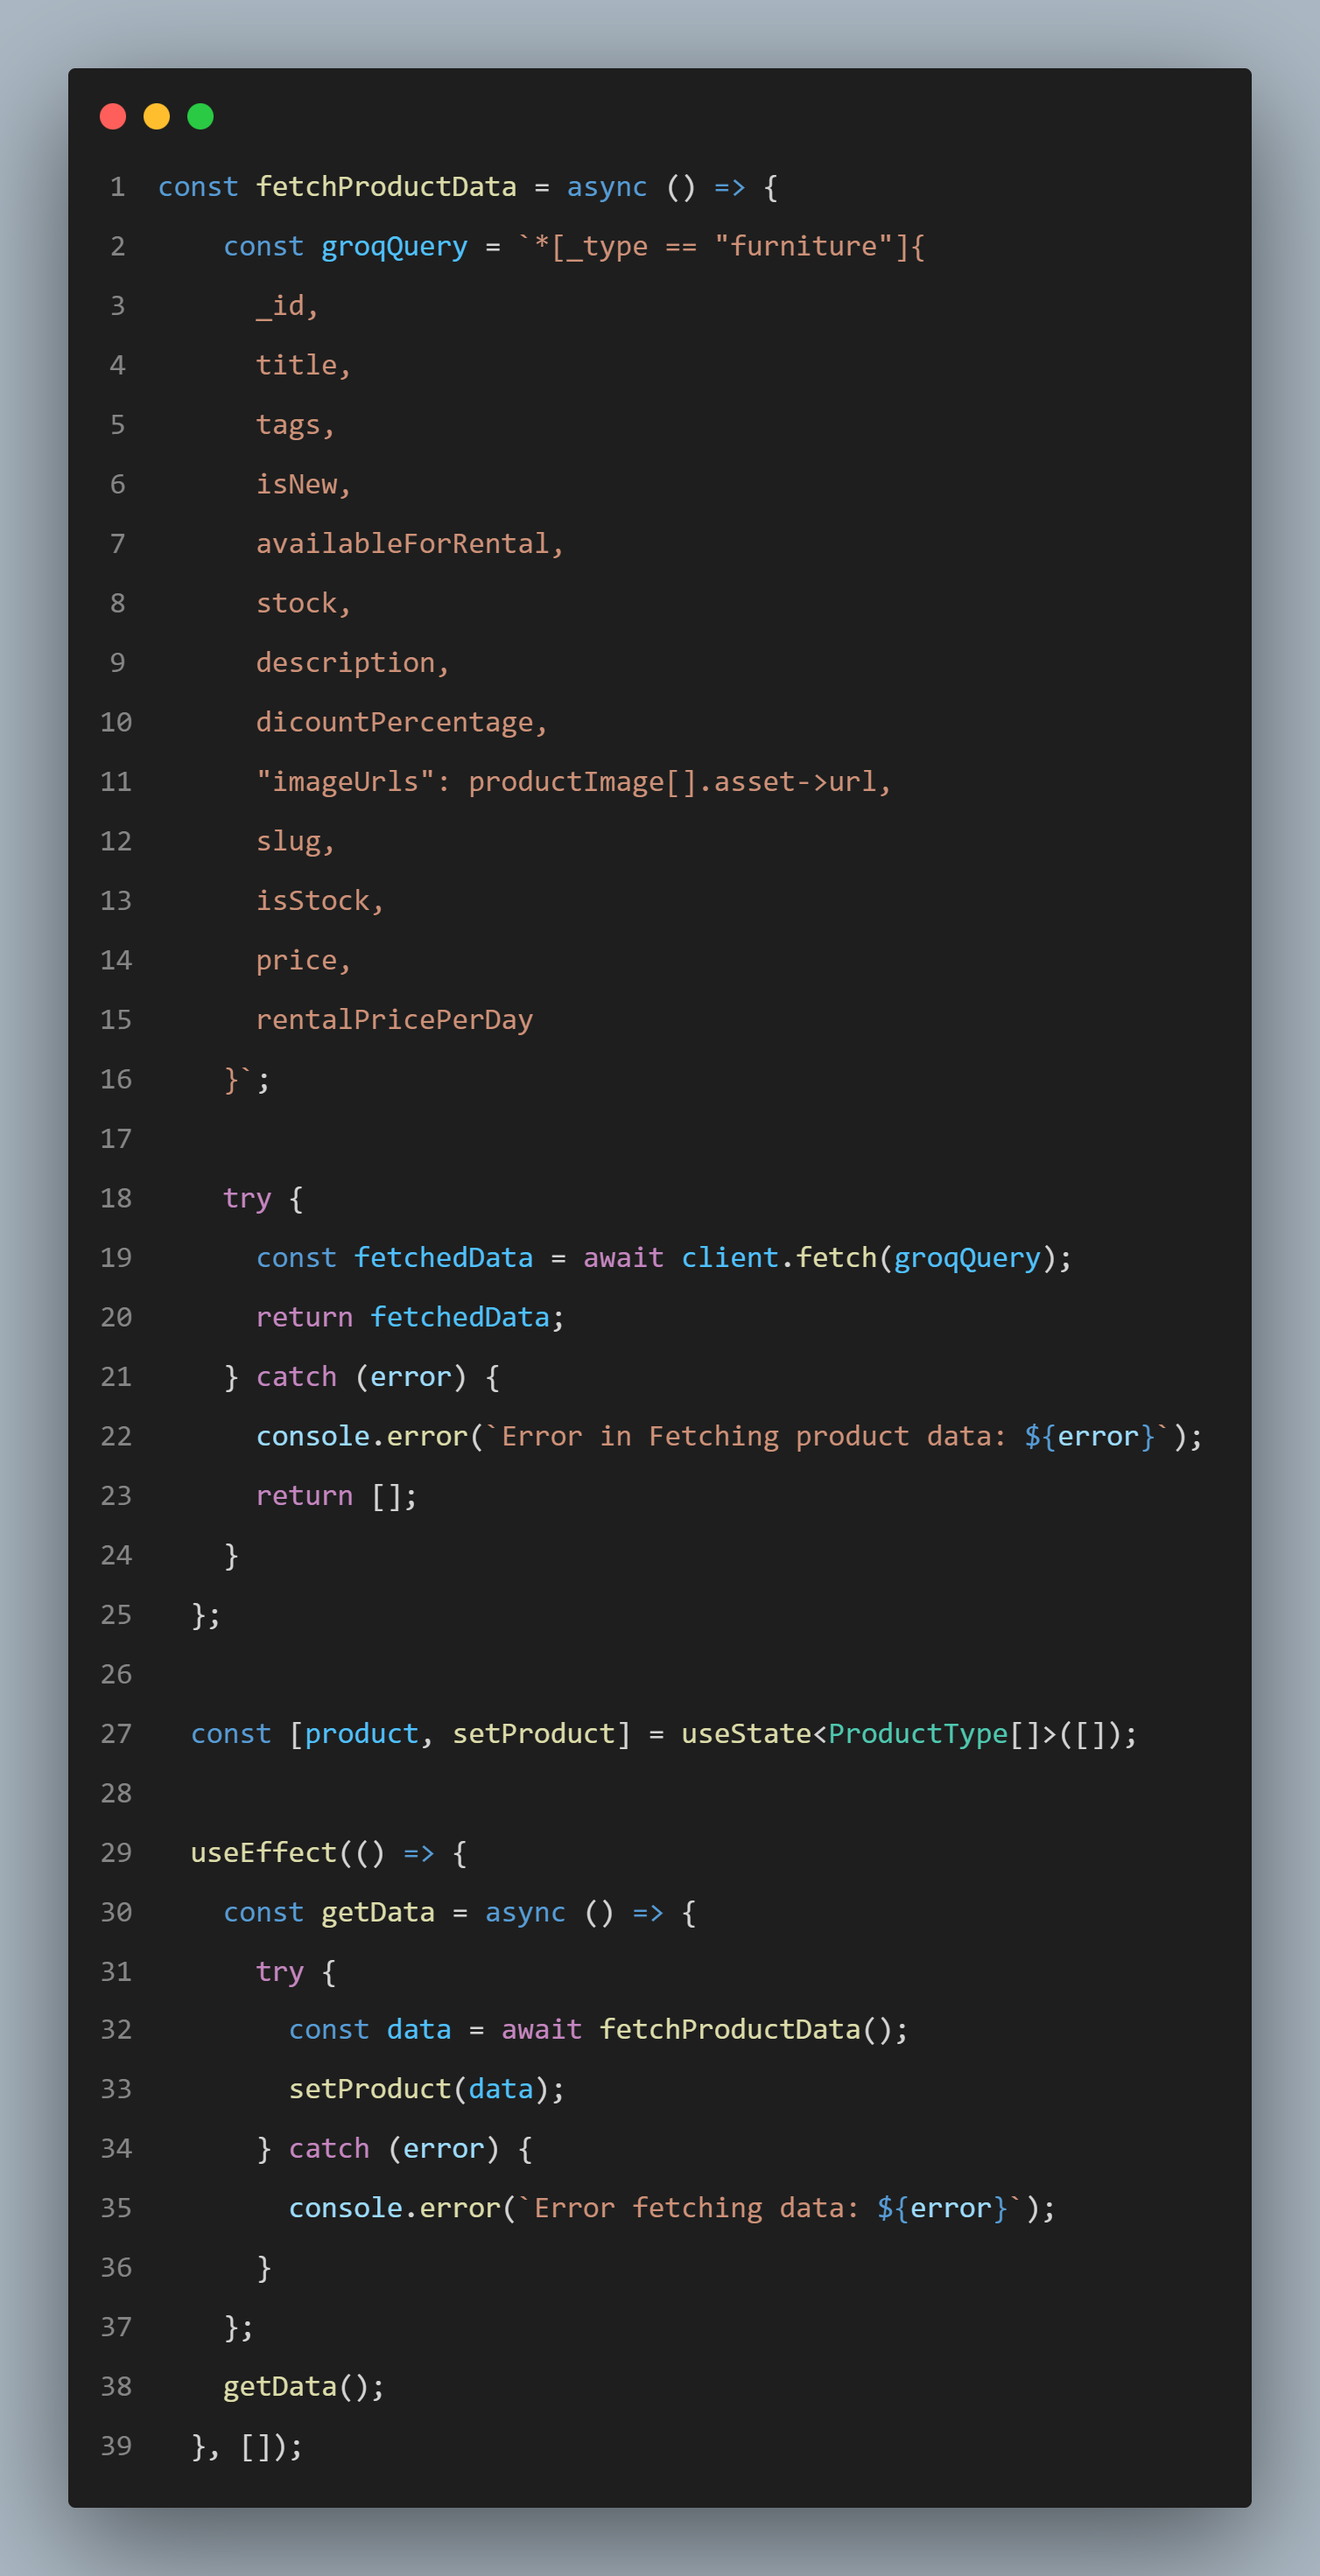 1 const fetchProductData = async () => {
2     const groqQuery = `*[_type == "furniture"]{
3       _id,
4       title,
5       tags,
6       isNew,
7       availableForRental,
8       stock,
9       description,
10       dicountPercentage,
11       "imageUrls": productImage[].asset->url,
12       slug,
13       isStock,
14       price,
15       rentalPricePerDay
16     }`;
17
18     try {
19       const fetchedData = await client.fetch(groqQuery);
20       return fetchedData;
21     } catch (error) {
22       console.error(`Error in Fetching product data: ${error}`);
23       return [];
24     }
25   };
26
27   const [product, setProduct] = useState<ProductType[]>([]);
28
29   useEffect(() => {
30     const getData = async () => {
31       try {
32         const data = await fetchProductData();
33         setProduct(data);
34       } catch (error) {
35         console.error(`Error fetching data: ${error}`);
36       }
37     };
38     getData();
39   }, []);